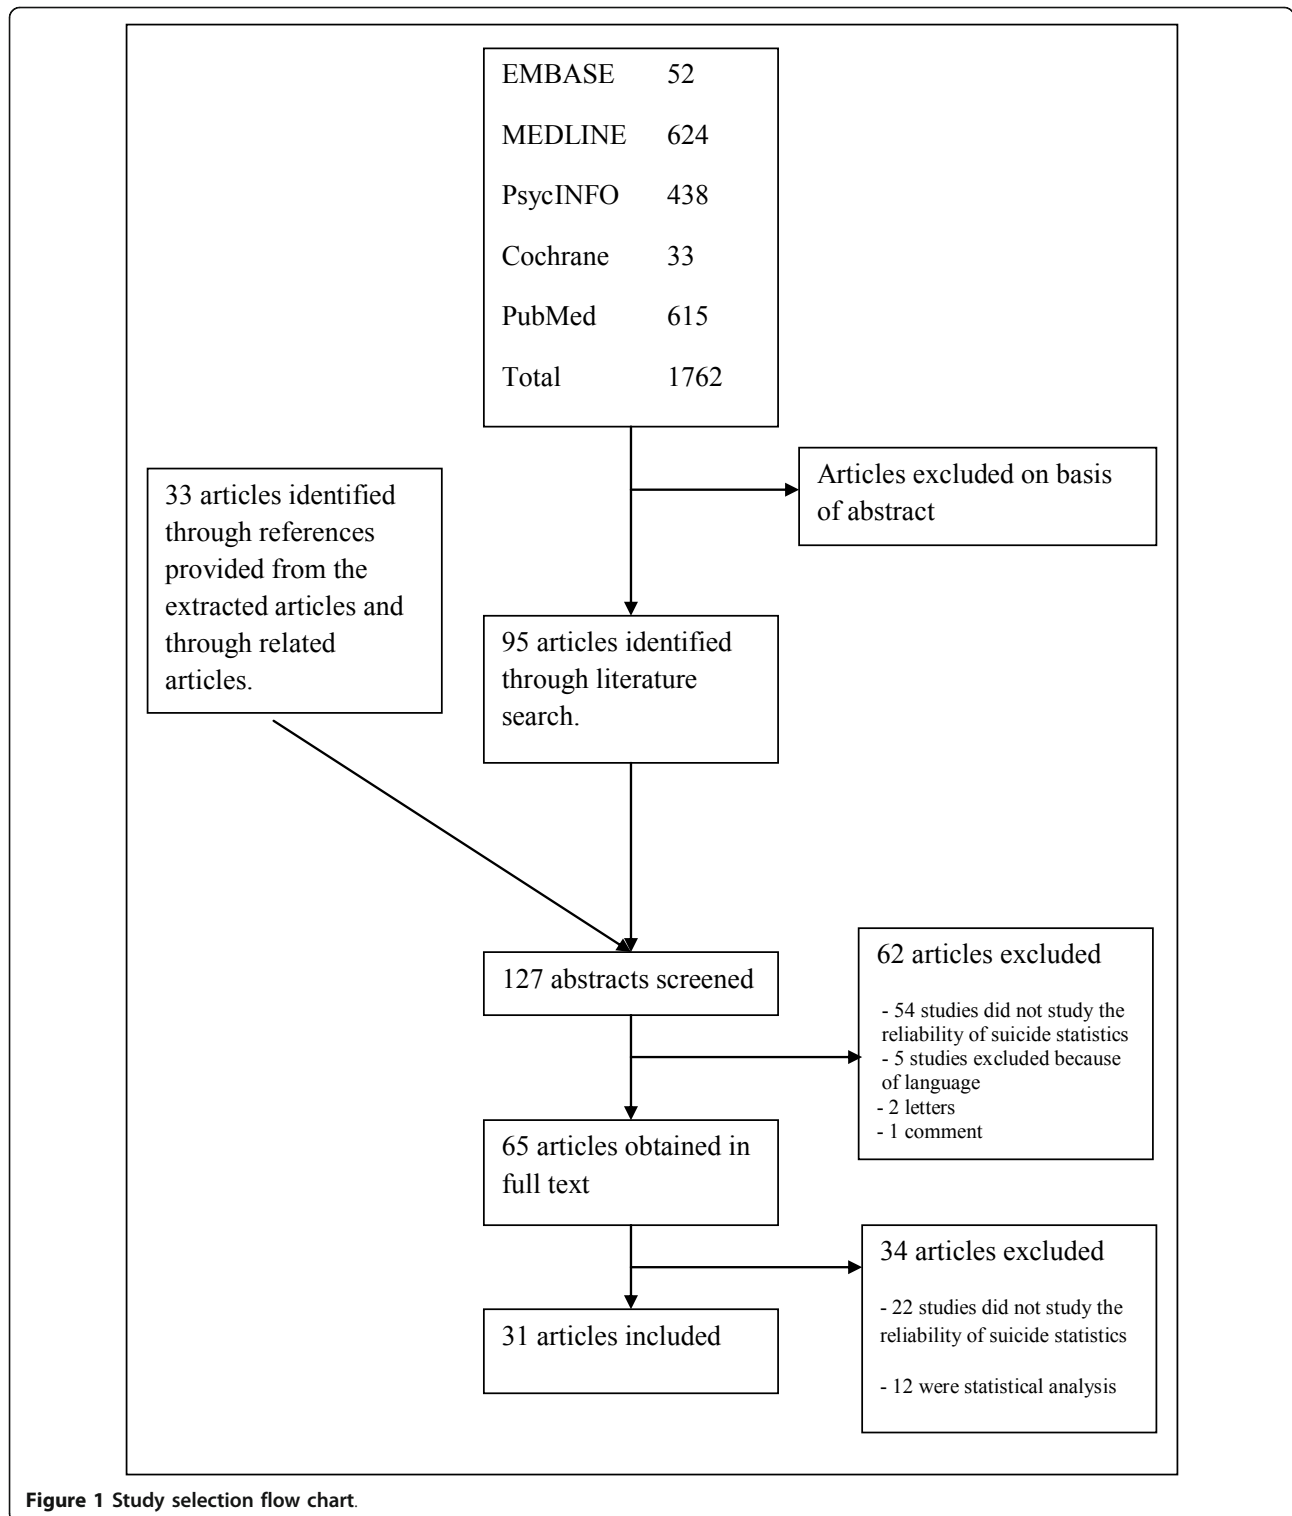 EMBASE 52
MEDLINE 624
PsycINFO 438
Cochrane 33
PubMed 615
Total 1762
Articles excluded on basis
of abstract
33 articles identified
through references
provided from the
extracted articles and
through related
articles.
95 articles identified
through literature
search.
127 abstracts screened
62 articles excluded
- 54 studies did not study the
reliability of suicide statistics
- 5 studies excluded because
of language
- 2 letters
- 1 comment
65 articles obtained in
full text
34 articles excluded
- 22 studies did not study the
reliability of suicide statistics
- 12 were statistical analysis
31 articles included
Figure 1 Study selection flow chart.